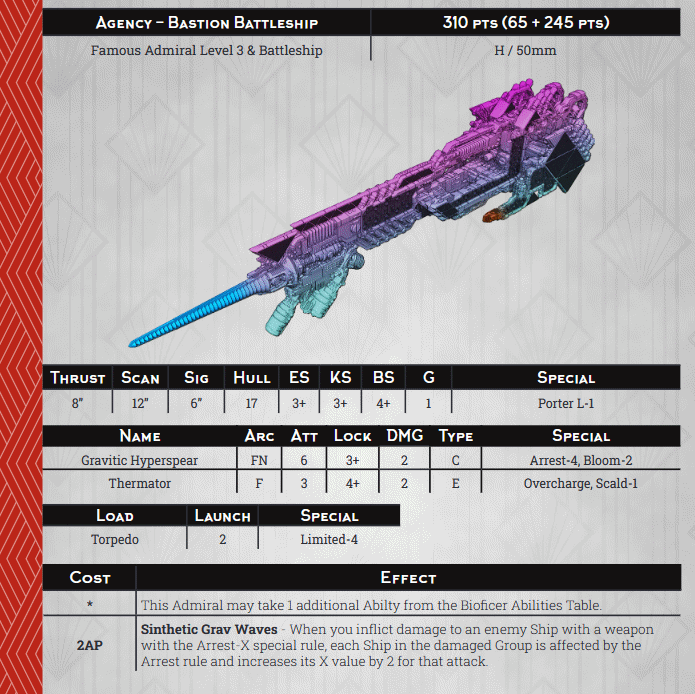 Agency – Bastion Battleship 310 pts (65 + 245 pts)
Famous Admiral Level 3 & Battleship H / 50mm
Thrust Scan Sig Hull ES KS BS G Special
8” 12” 6” 17 3+ 3+ 4+ 1 Porter L-1
Name Arc Att Lock DMG Type Special
Gravitic Hyperspear FN 6 3+ 2 C Arrest-4, Bloom-2
Thermator F 3 4+ 2 E Overcharge, Scald-1
Load Launch Special
Torpedo 2 Limited-4
Cost Effect
* This Admiral may take 1 additional Abilty from the Bioficer Abilities Table.
Sinthetic Grav Waves - When you inflict damage to an enemy Ship with a weapon
2AP with the Arrest-X special rule, each Ship in the damaged Group is affected by the
Arrest rule and increases its X value by 2 for that attack.